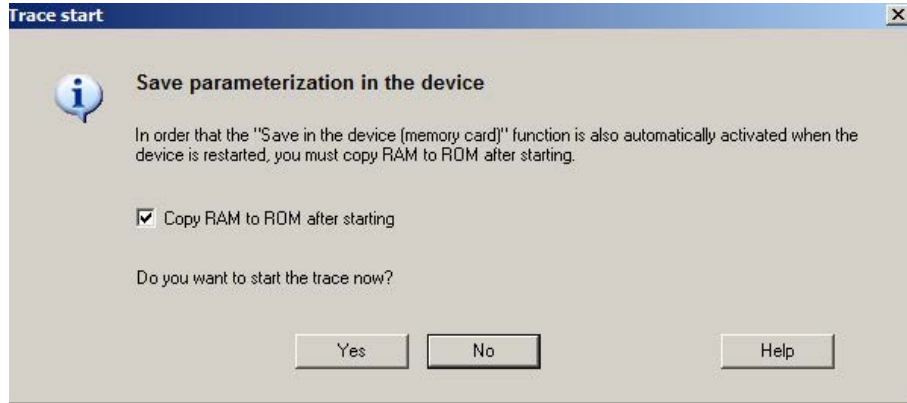 Trace start
Save parameterization in the device
In order that the "Save in the device (memory card)" function is also automatically activated when the
device is restarted, you must copy RAM to ROM after starting.
Copy RAM to ROM after starting
Do you want to start the trace now?
Yes No Help